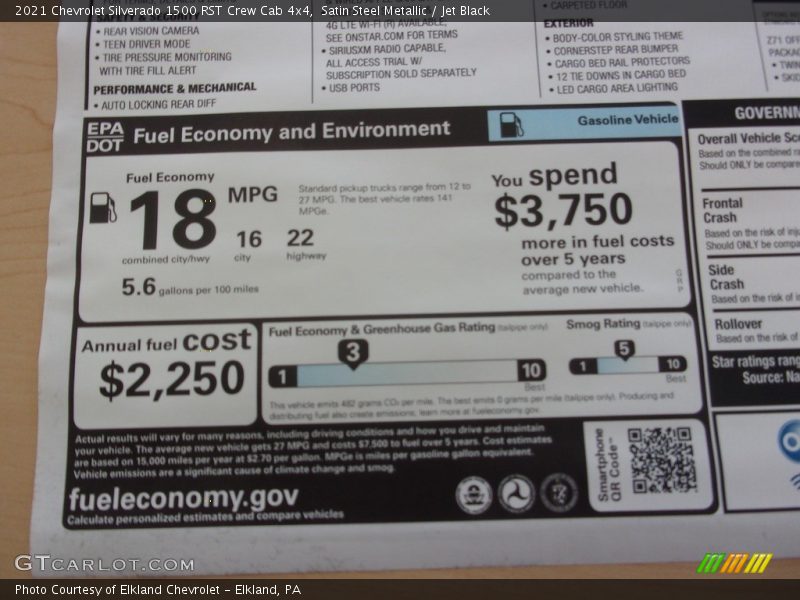 2021 Chevrolet Silverado 1500 RST Crew Cab 4x4, Satin Steel Metallic / Jet Black
SAFETY & SECURITY
• REAR VISION CAMERA
• TEEN DRIVER MODE
• TIRE PRESSURE MONITORING
WITH TIRE FILL ALERT
PERFORMANCE & MECHANICAL
• AUTO LOCKING REAR DIFF
4G LTE WI-FI(R) AVAILABLE,
SEE ONSTAR.COM FOR TERMS
• SIRIUSXM RADIO CAPABLE,
ALL ACCESS TRIAL W/
SUBSCRIPTION SOLD SEPARATELY
• USB PORTS
• CARPETED FLOOR
EXTERIOR
• BODY-COLOR STYLING THEME
• CORNERSTEP REAR BUMPER
• CARGO BED RAIL PROTECTORS
• 12 TIE DOWNS IN CARGO BED
• LED CARGO AREA LIGHTING
Z71 OFF
PACKA
• TWIN
• SKID
EPA
DOT
Fuel Economy and Environment
Gasoline Vehicle
Fuel Economy
18 MPG
combined city/hwy
16
city
22
highway
5.6 gallons per 100 miles
Standard pickup trucks range from 12 to
27 MPG. The best vehicle rates 141
MPGe.
You spend
$3,750
more in fuel costs
over 5 years
compared to the
average new vehicle.
G
R
P
Annual fuel cost
$2,250
Fuel Economy & Greenhouse Gas Rating (tailpipe only)
1
3
10
Best
Smog Rating (tailpipe only)
1
5
10
Best
This vehicle emits 482 grams CO₂ per mile. The best emits 0 grams per mile (tailpipe only). Producing and
distributing fuel also create emissions; learn more at fueleconomy.gov.
Actual results will vary for many reasons, including driving conditions and how you drive and maintain
your vehicle. The average new vehicle gets 27 MPG and costs $7,500 to fuel over 5 years. Cost estimates
are based on 15,000 miles per year at $2.70 per gallon. MPGe is miles per gasoline gallon equivalent.
Vehicle emissions are a significant cause of climate change and smog.
fueleconomy.gov
Calculate personalized estimates and compare vehicles
Smartphone
QR Code™
GOVERNM
Overall Vehicle Sco
Based on the combined ra
Should ONLY be compare
Frontal
Crash
Based on the risk of inju
Should ONLY be compa
Side
Crash
Based on the risk of i
Rollover
Based on the risk of
Star ratings rang
Source: Na
GTCARLOT.COM
Photo Courtesy of Elkland Chevrolet - Elkland, PA